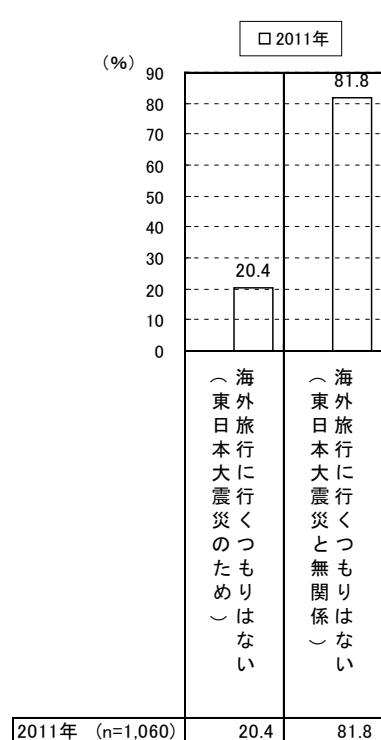 □2011年
(%)
90
80
70
60
50
40
30
20
10
0
20.4
81.8
海外旅行に行くつもりはない
（東日本大震災のため）
海外旅行に行くつもりはない
（東日本大震災と無関係）
2011年 (n=1,060) 20.4 81.8